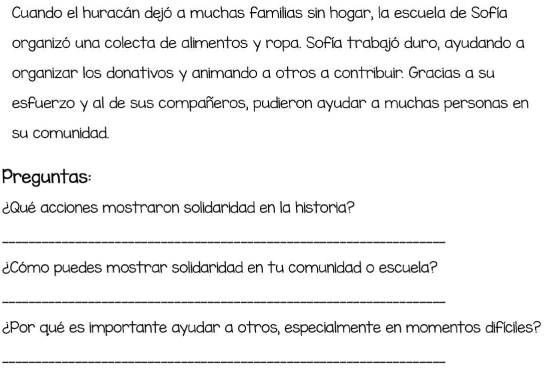 Cuando el huracán dejó a muchas familias sin hogar, la escuela de Sofía
organizó una colecta de alimentos y ropa. Sofía trabajó duro, ayudando a
organizar los donativos y animando a otros a contribuir. Gracias a su
esfuerzo y al de sus compañeros, pudieron ayudar a muchas personas en
su comunidad.
Preguntas:
¿Qué acciones mostraron solidaridad en la historia?
¿Cómo puedes mostrar solidaridad en tu comunidad o escuela?
¿Por qué es importante ayudar a otros, especialmente en momentos difíciles?